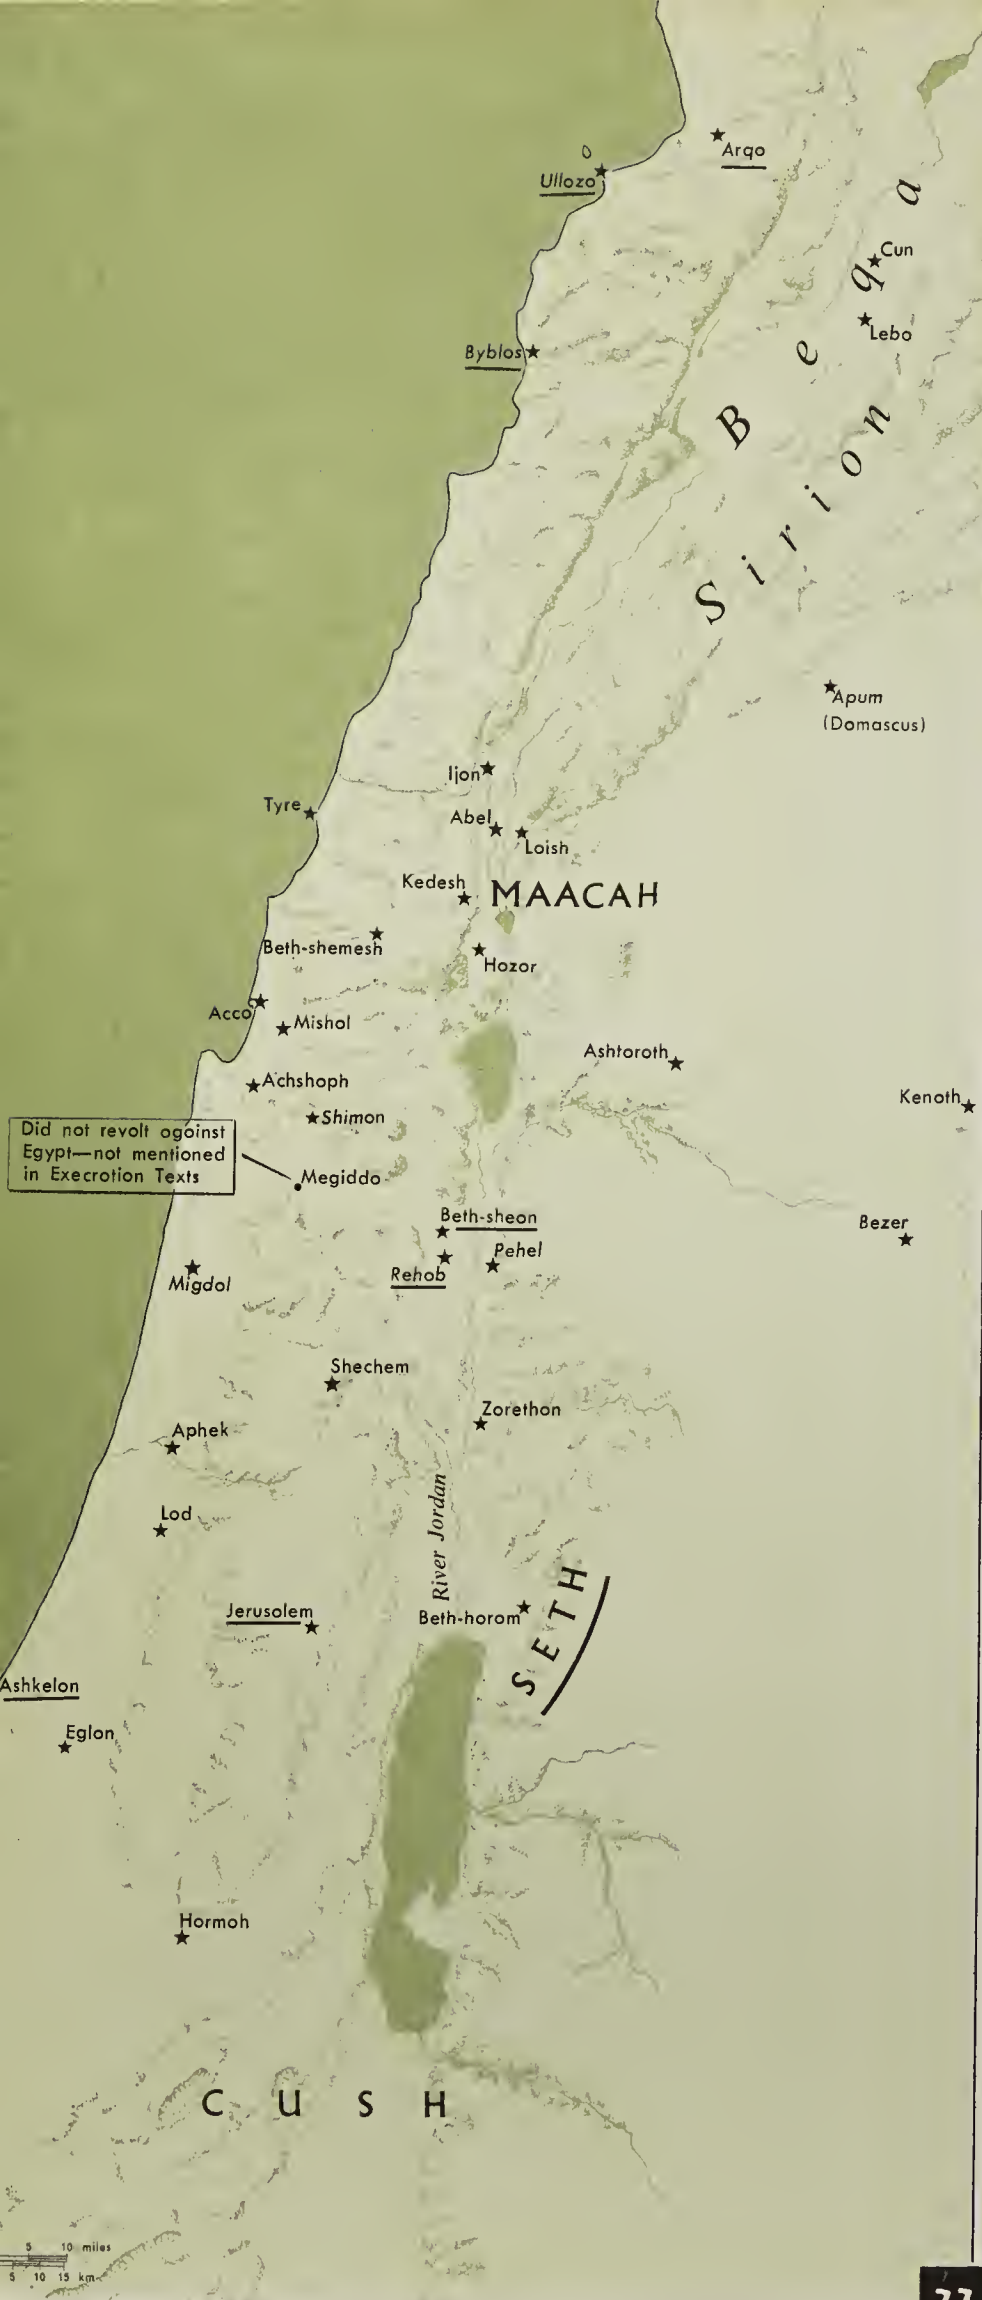 Arqo
Ullozo
Beqa
Cun
Lebo
Byblos
Sirion
Apum
(Domascus)
Ijon
Tyre
Abel
Loish
Kedesh
MAACAH
Beth-shemesh
Hozor
Acco
Mishol
Ashtoroth
Achshoph
Kenoth
Shimon
Did not revolt ogoinst
Egypt—not mentioned
in Execrotion Texts
Megiddo
Beth-sheon
Bezer
Pehel
Rehob
Migdol
Shechem
Zorethon
Aphek
River Jordan
Lod
SETH
Jerusolem
Beth-horom
Ashkelon
Eglon
Hormoh
CUSH
5 10 miles
5 10 15 km.